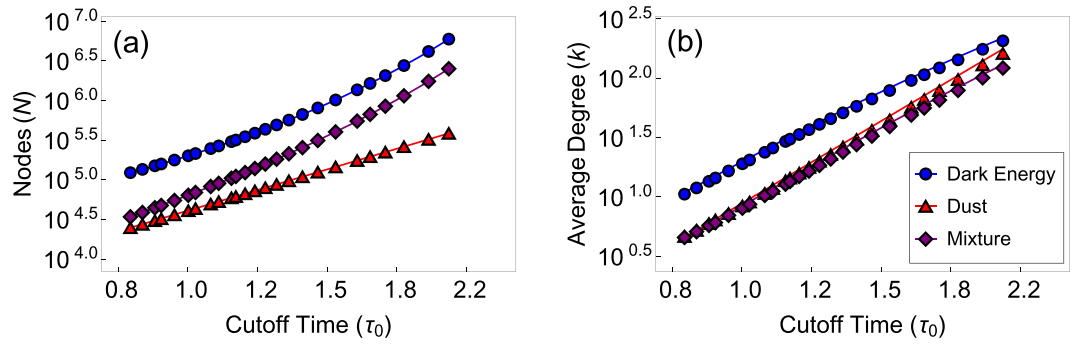 (a)
Nodes (N)
10^7.0
10^6.5
10^6.0
10^5.5
10^5.0
10^4.5
10^4.0
0.8 1.0 1.2 1.5 1.8 2.2
Cutoff Time (τ₀)
(b)
Average Degree (k)
10^2.5
10^2.0
10^1.5
10^1.0
10^0.5
Dark Energy
Dust
Mixture
0.8 1.0 1.2 1.5 1.8 2.2
Cutoff Time (τ₀)